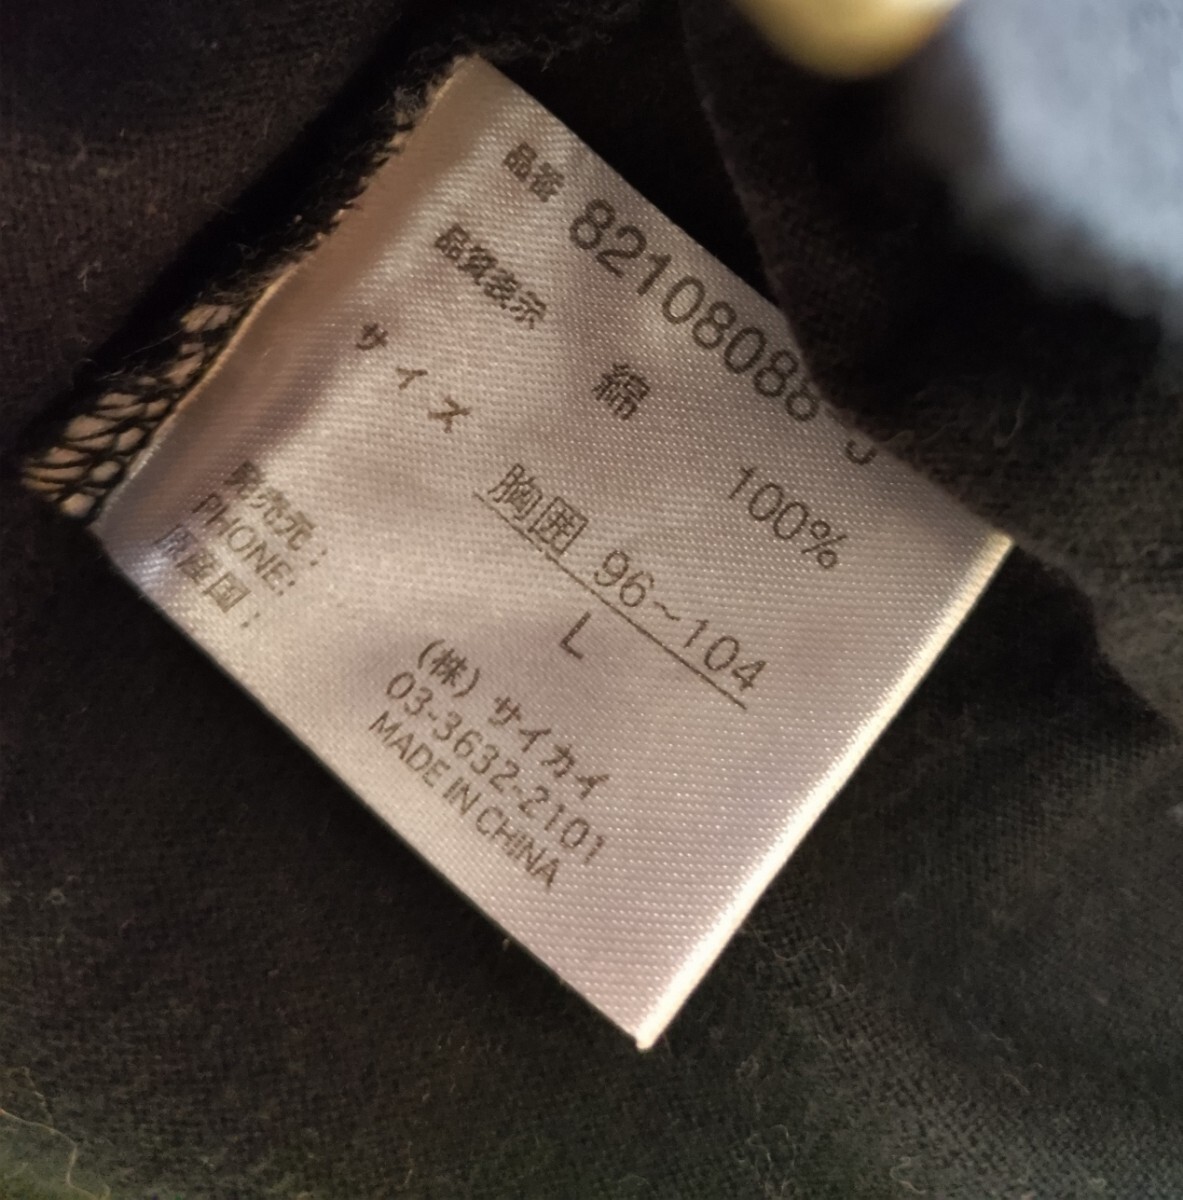 品番 82108088
品質表示
綿 100%
サイズ
胸囲 96~104
L
発売元: (株) サイカイ
PHONE: 03-3632-2101
原産国: MADE IN CHINA